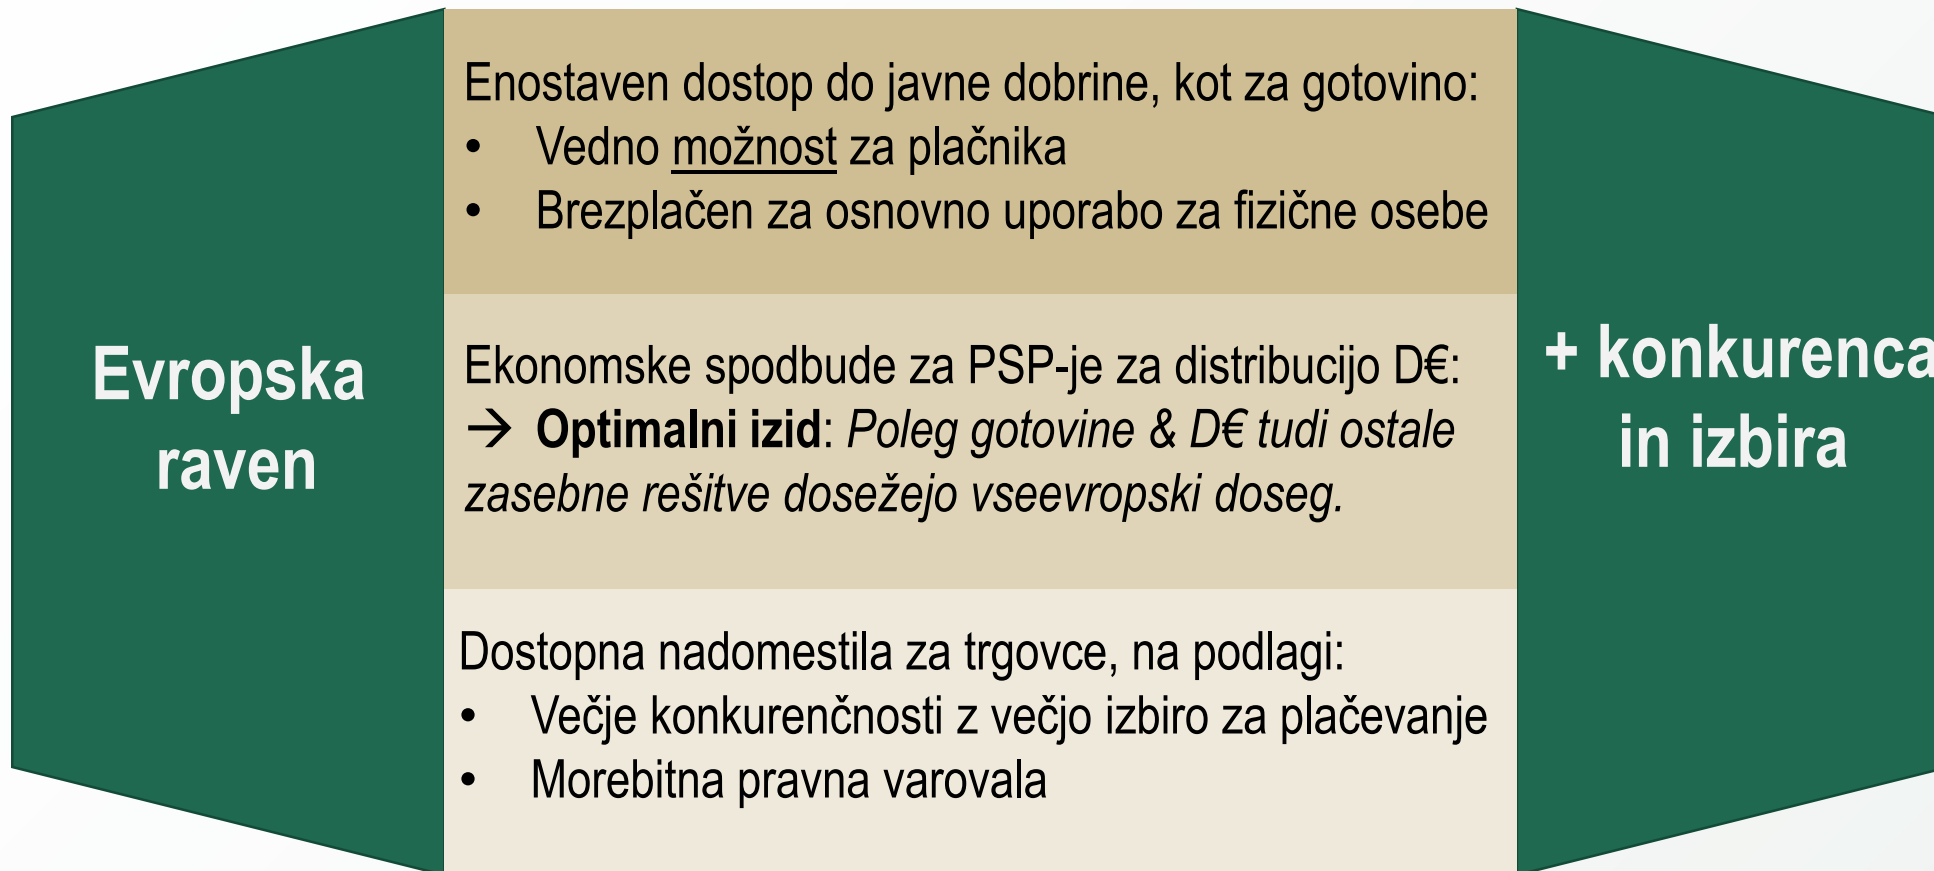 Evropska
raven
Enostaven dostop do javne dobrine, kot za gotovino:
• Vedno možnost za plačnika
• Brezplačen za osnovno uporabo za fizične osebe
Ekonomske spodbude za PSP-je za distribucijo D€:
→ Optimalni izid: Poleg gotovine & D€ tudi ostale
zasebne rešitve dosežejo vseevropski doseg.
Dostopna nadomestila za trgovce, na podlagi:
• Večje konkurenčnosti z večjo izbiro za plačevanje
• Morebitna pravna varovala
+ konkurenca
in izbira